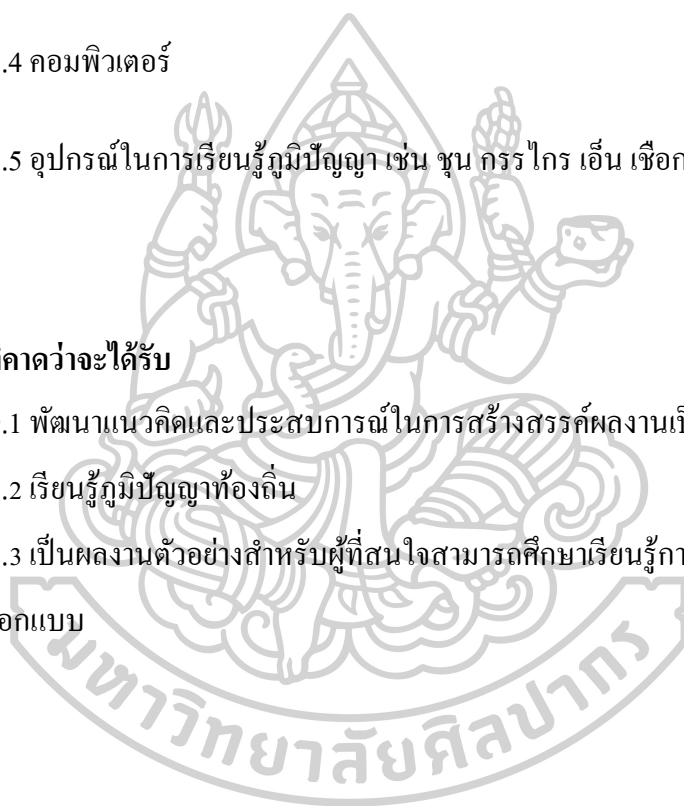 .4 คอมพิวเตอร์
.5 อุปกรณ์ในการเรียนรู้ภูมิปัญญา เช่น ชุน กรรไกร เอ็น เชือก
คาดว่าจะได้รับ
.1 พัฒนาแนวคิดและประสบการณ์ในการสร้างสรรค์ผลงาน
.2 เรียนรู้ภูมิปัญญาท้องถิ่น
.3 เป็นผลงานตัวอย่างสำหรับผู้ที่สนใจสามารถศึกษาเรียนรู้
อกแบบ
มหาวิทยาลัยศิลปากร